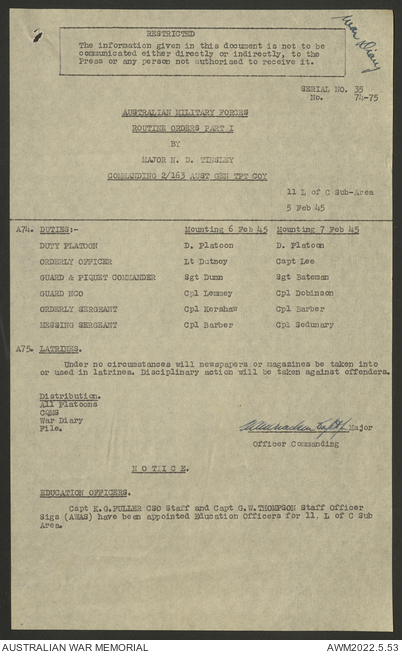 War Diary
RESTRICTED
The information given in this document is not to be
communicated either directly or indirectly, to the
Press or any person not authorised to receive it.
SERIAL NO. 35
No. 74-75
AUSTRALIAN MILITARY FORCES
ROUTINE ORDERS PART I
BY
MAJOR N. D. TINSLEY
COMMANDING 2/163 AUST GEN TPT COY
11 L of C Sub-Area
5 Feb 45
A74. DUTIES:- Mounting 6 Feb 45 Mounting 7 Feb 45
DUTY PLATOON D. Platoon D. Platoon
ORDERLY OFFICER Lt Dutney Capt Lee
GUARD & PIQUET COMMANDER Sgt Dunn Sgt Bateman
GUARD NCO Cpl Lemmey Cpl Dobinson
ORDERLY SERGEANT Cpl Kershaw Cpl Barber
MESSING SERGEANT Cpl Barber Cpl Sedunary
A75. LATRINES.
Under no circumstances will newspapers or magazines be taken into
or used in latrines. Disciplinary action will be taken against offenders.
Distribution.
All Platoons
CQMS
War Diary
File.
Major
Officer Commanding
N O T I C E.
EDUCATION OFFICERS.
Capt K.G.FULLER CSO Staff and Capt G.W.THOMPSON Staff Officer
Sigs (AWAS) have been appointed Education Officers for 11. L of C Sub
Area.
AUSTRALIAN WAR MEMORIAL
AWM2022.5.53